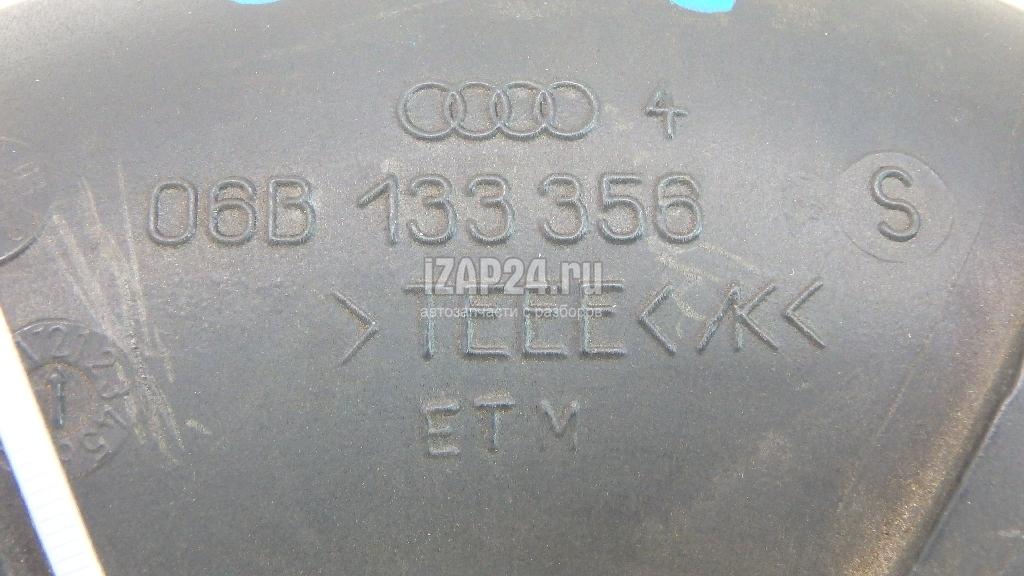 4
06B 133 356 S
iZAP24.ru
автозапчасти с разборов
>TEEE< /K<
ETM